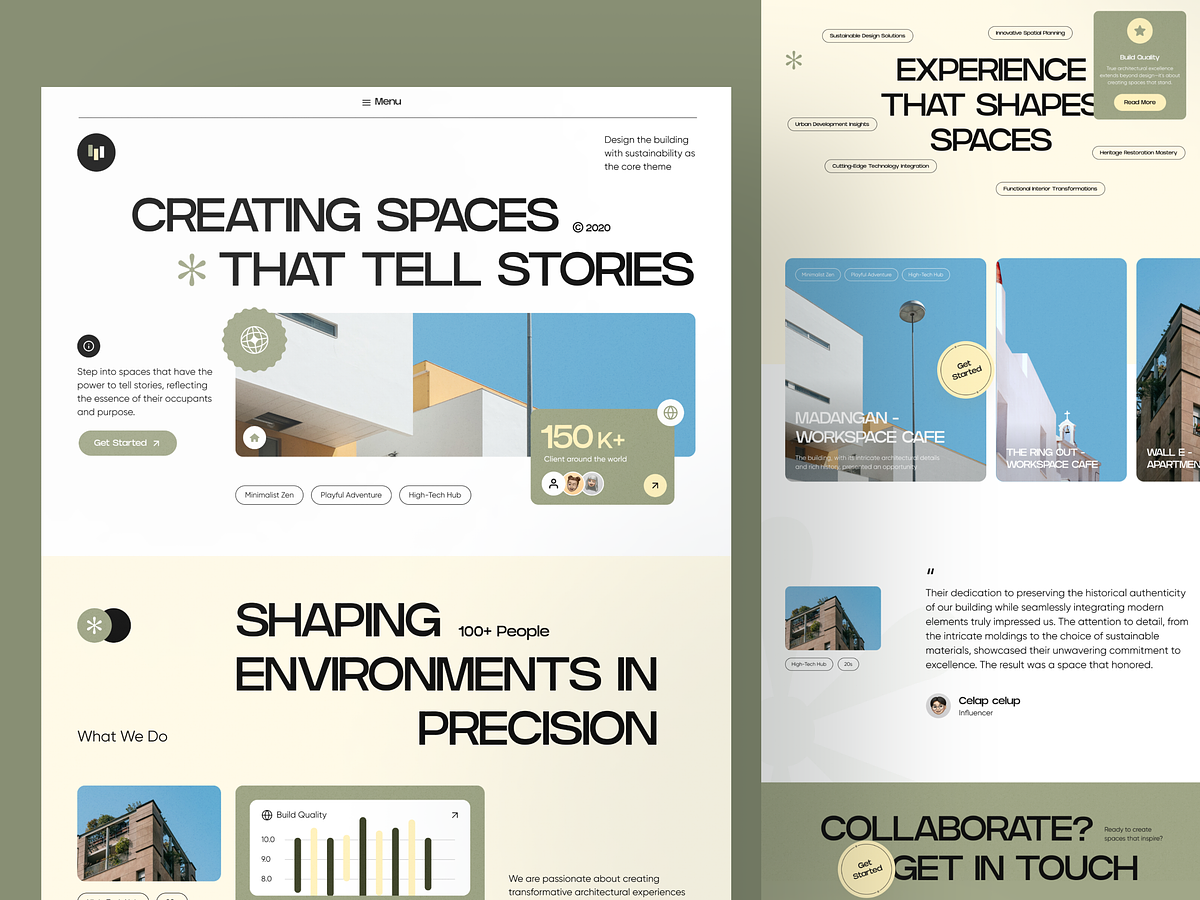 Menu
Design the building
with sustainability as
the core theme
CREATING SPACES
© 2020
THAT TELL STORIES
Step into spaces that have the
power to tell stories, reflecting
the essence of their occupants
and purpose.
Get Started
150 K+
Client around the world
Minimalist Zen
Playful Adventure
High-Tech Hub
SHAPING
100+ People
ENVIRONMENTS IN
PRECISION
What We Do
Build Quality
10.0
9.0
8.0
We are passionate about creating
transformative architectural experiences
Sustainable Design Solutions
Innovative Spatial Planning
Build Quality
True architectural excellence
extends beyond design—it's about
creating spaces that stand.
Read More
EXPERIENCE
THAT SHAPES
SPACES
Urban Development Insights
Heritage Restoration Mastery
Cutting-Edge Technology Integration
Functional Interior Transformations
Minimalist Zen
Playful Adventure
High-Tech Hub
Get
Started
MADANGAN -
WORKSPACE CAFE
The building, with its intricate architectural details
and rich history, presented an opportunity
THE RING OUT -
WORKSPACE CAFE
WALL E -
APARTMEN
"
Their dedication to preserving the historical authenticity
of our building while seamlessly integrating modern
elements truly impressed us. The attention to detail, from
the intricate moldings to the choice of sustainable
materials, showcased their unwavering commitment to
excellence. The result was a space that honored.
High-Tech Hub
20s
Celap celup
Influencer
COLLABORATE?
Ready to create
spaces that inspire?
Get
Started
GET IN TOUCH